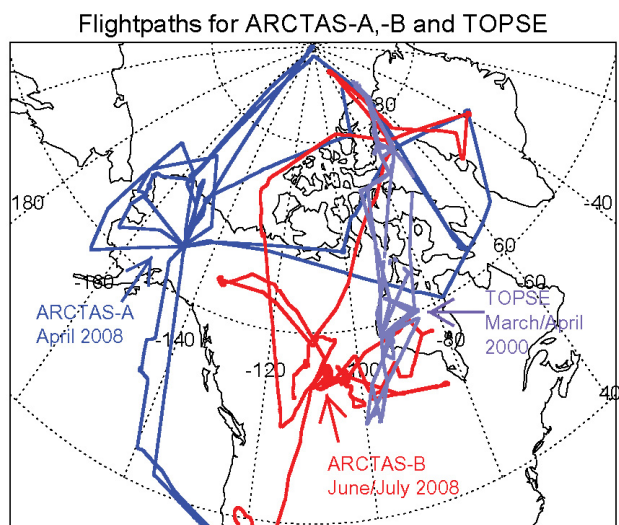 Flightpaths for ARCTAS-A,-B and TOPSE
80
180
-40
60
-60
-160
ARCTAS-A
April 2008
TOPSE
March/April
2000
-140
-80
-120
-100
40
ARCTAS-B
June/July 2008